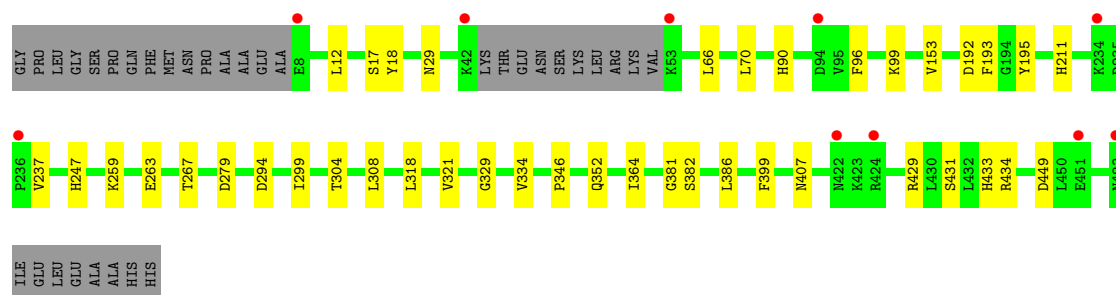 GLY PRO LEU GLY SER PRO GLN PHE MET ASN PRO ALA ALA GLU ALA E8 L12 S17 Y18 N29 K42 LYS THR GLU ASN SER LYS LEU ARG LYS VAL K53 L66 L70 H90 D94 V95 F96 K99 V153 D192 F193 G194 Y195 H211 K234
P236 V237 H247 K259 E263 T267 D279 D294 I299 T304 L308 L318 V321 G329 V334 P346 Q352 I364 G381 S382 L386 F399 N407 N422 K423 R424 R429 L430 S431 L432 H433 R434 D449 L450 E451
ILE GLU LEU GLU ALA ALA HIS HIS